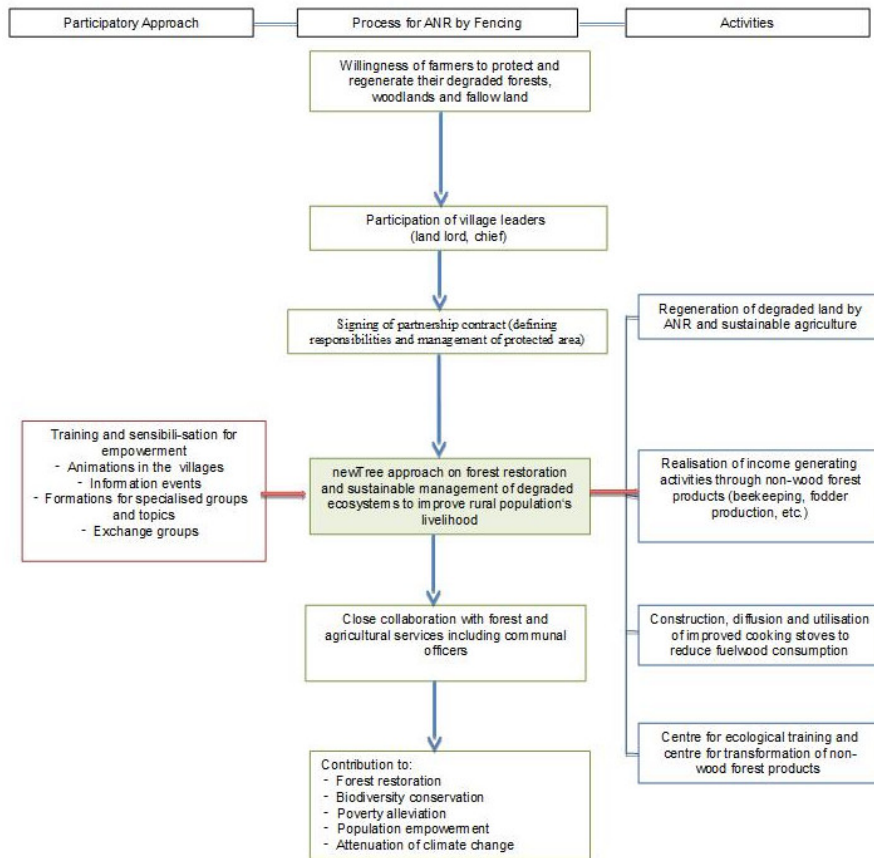 Participatory Approach
Process for ANR by Fencing
Activities
Willingness of farmers to protect and
regenerate their degraded forests,
woodlands and fallow land
Participation of village leaders
(land lord, chief)
Signing of partnership contract (defining
responsibilities and management of protected area)
Training and sensibili-sation for
empowerment
- Animations in the villages
- Information events
- Formations for specialised groups
and topics
- Exchange groups
newTree approach on forest restoration
and sustainable management of degraded
ecosystems to improve rural population's
livelihood
Close collaboration with forest and
agricultural services including communal
officers
Contribution to:
- Forest restoration
- Biodiversity conservation
- Poverty alleviation
- Population empowerment
- Attenuation of climate change
Regeneration of degraded land by
ANR and sustainable agriculture
Realisation of income generating
activities through non-wood forest
products (beekeeping, fodder
production, etc.)
Construction, diffusion and utilisation
of improved cooking stoves to
reduce fuelwood consumption
Centre for ecological training and
centre for transformation of non-
wood forest products